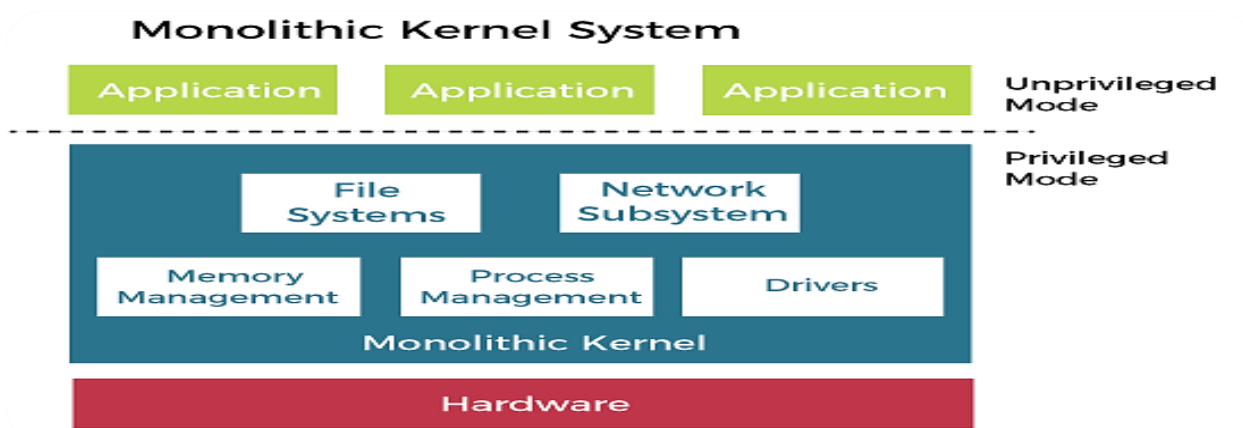 Monolithic Kernel System
Application
Application
Application
Unprivileged
Mode
Privileged
Mode
File
Systems
Network
Subsystem
Memory
Management
Process
Management
Drivers
Monolithic Kernel
Hardware